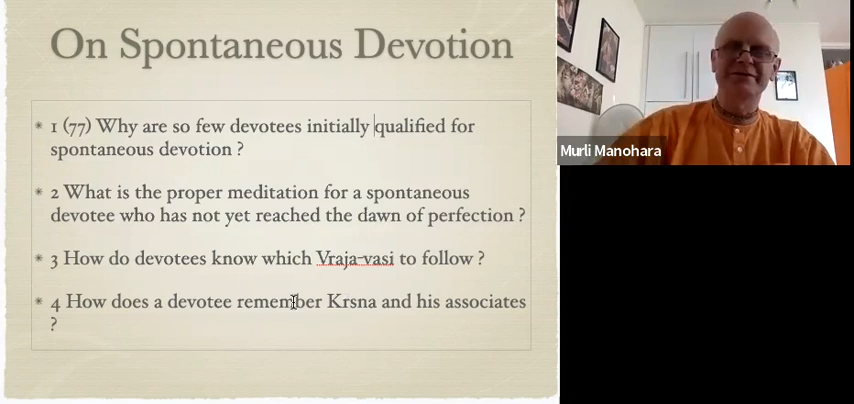 On Spontaneous Devotion
* 1 (77) Why are so few devotees initially qualified for
spontaneous devotion ?
* 2 What is the proper meditation for a spontaneous
devotee who has not yet reached the dawn of perfection ?
* 3 How do devotees know which Vraja-vasi to follow ?
* 4 How does a devotee remember Krsna and his associates
?
Murli Manohara